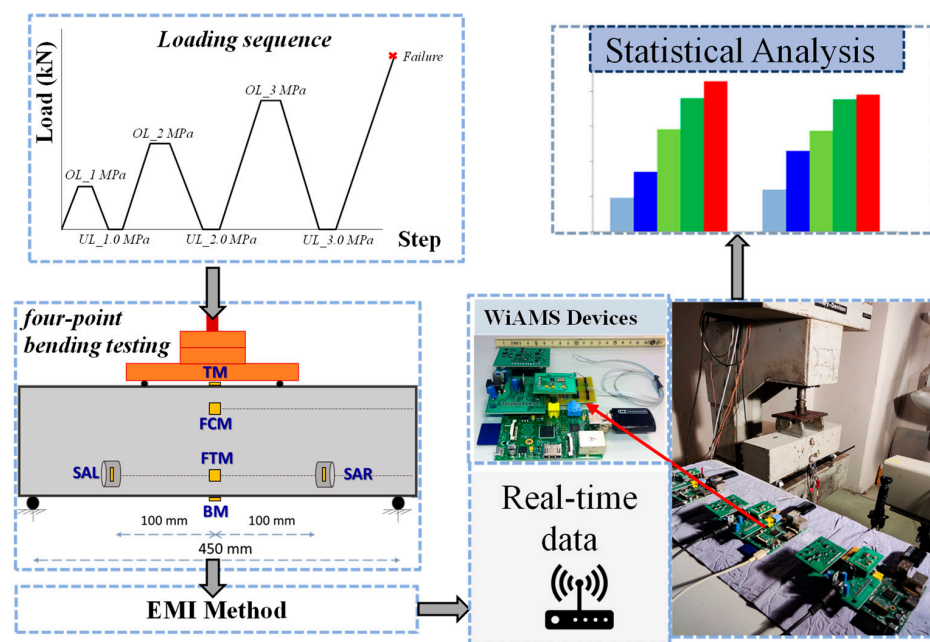 Loading sequence
Load (kN)
Failure
OL_3 MPa
OL_2 MPa
OL_1 MPa
UL_1.0 MPa
UL_2.0 MPa
UL_3.0 MPa
Step
four-point
bending testing
TM
FCM
FTM
SAL
SAR
BM
100 mm
100 mm
450 mm
EMI Method
WiAMS Devices
Real-time
data
Statistical Analysis